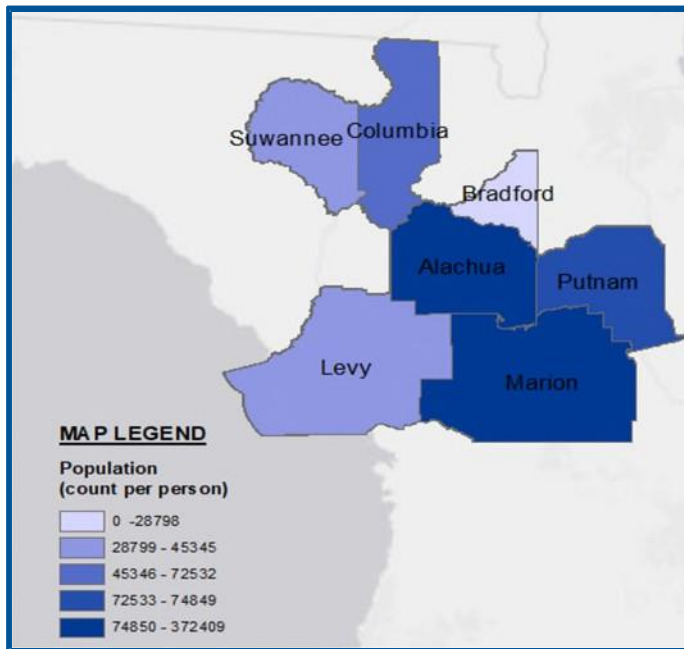 Suwannee
Columbia
Bradford
Alachua
Putnam
Levy
Marion
MAP LEGEND
Population
(count per person)
0 -28798
28799 - 45345
45346 - 72532
72533 - 74849
74850 - 372409